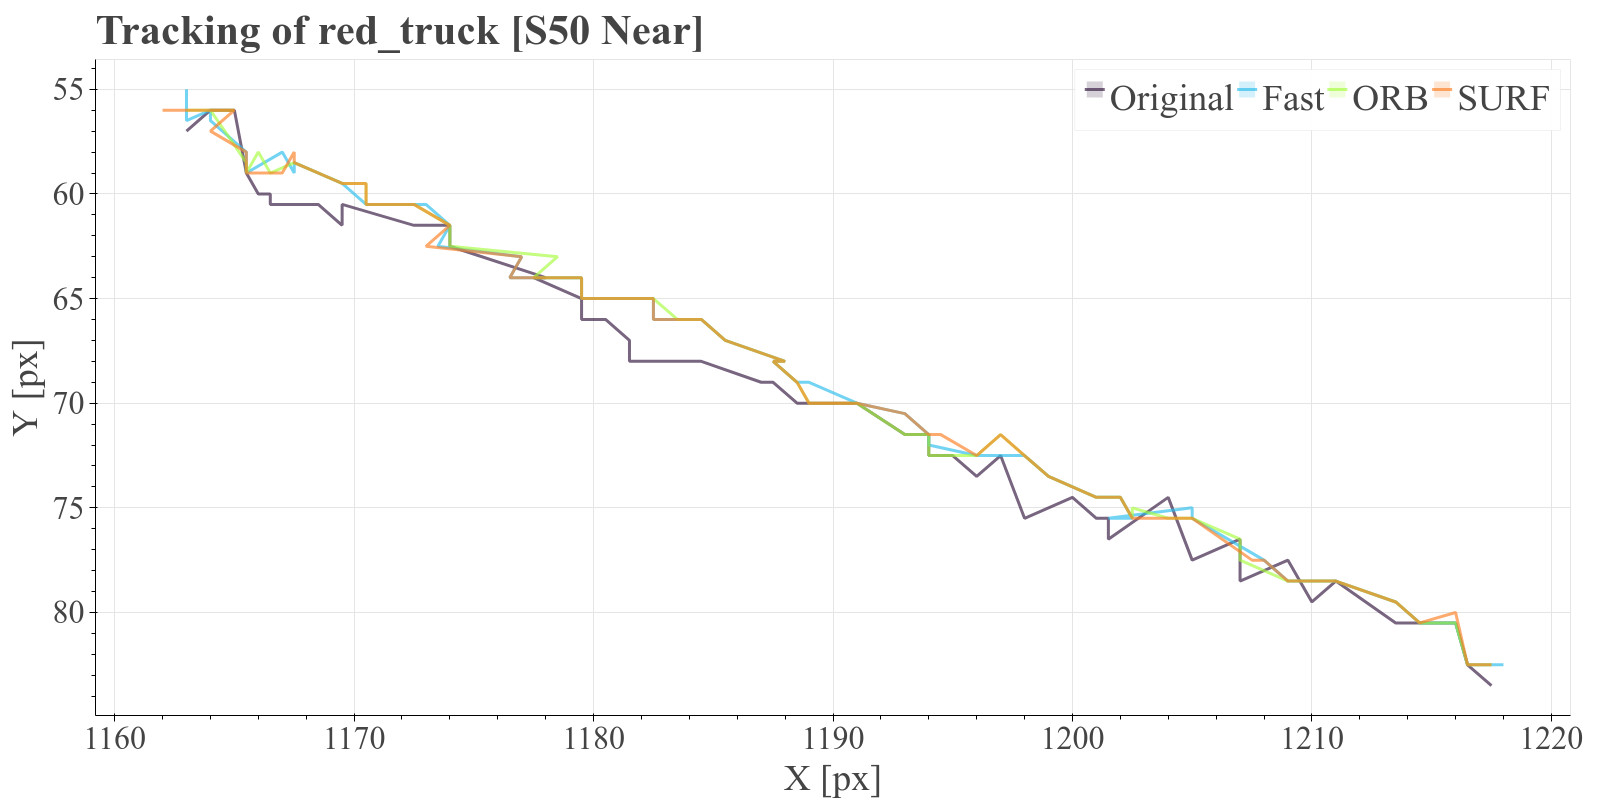 Tracking of red_truck [S50 Near]
Original Fast ORB SURF
55
60
65
70
75
80
Y [px]
1160 1170 1180 1190 1200 1210 1220
X [px]